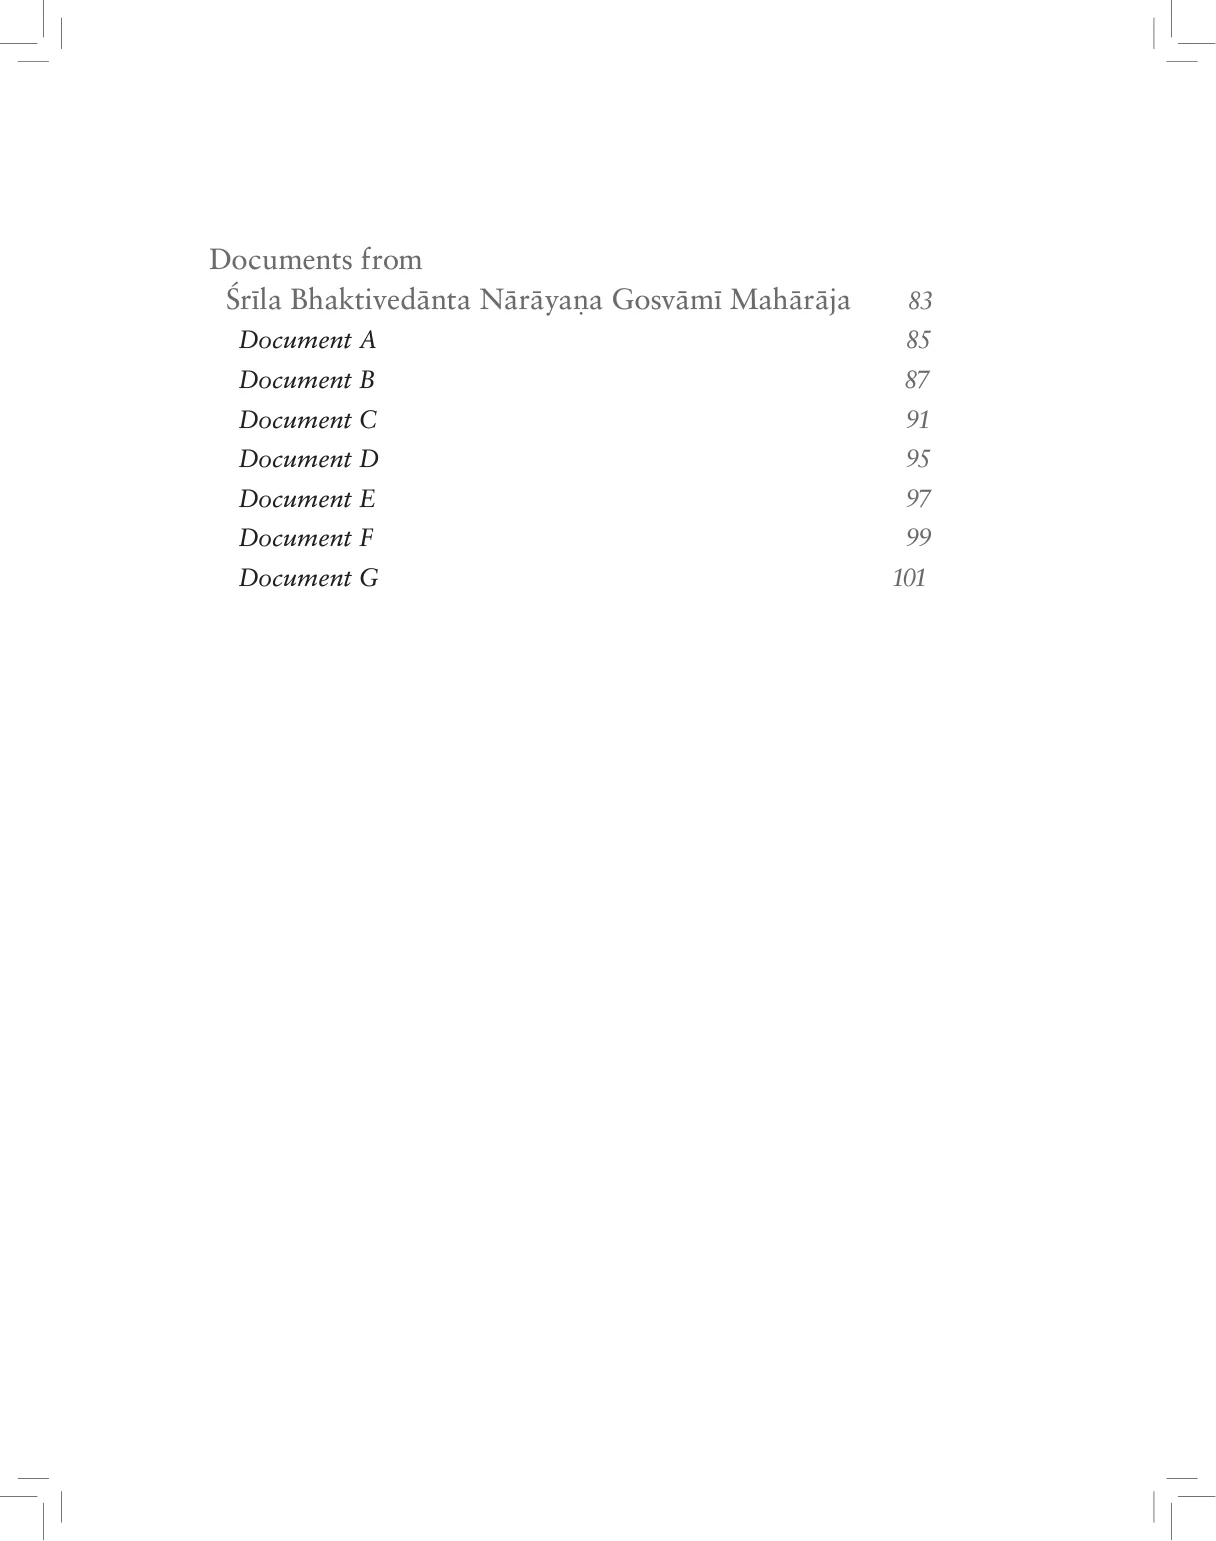 Documents from
Śrīla Bhaktivedānta Nārāyaṇa Gosvāmī Mahārāja 83
Document A 85
Document B 87
Document C 91
Document D 95
Document E 97
Document F 99
Document G 101